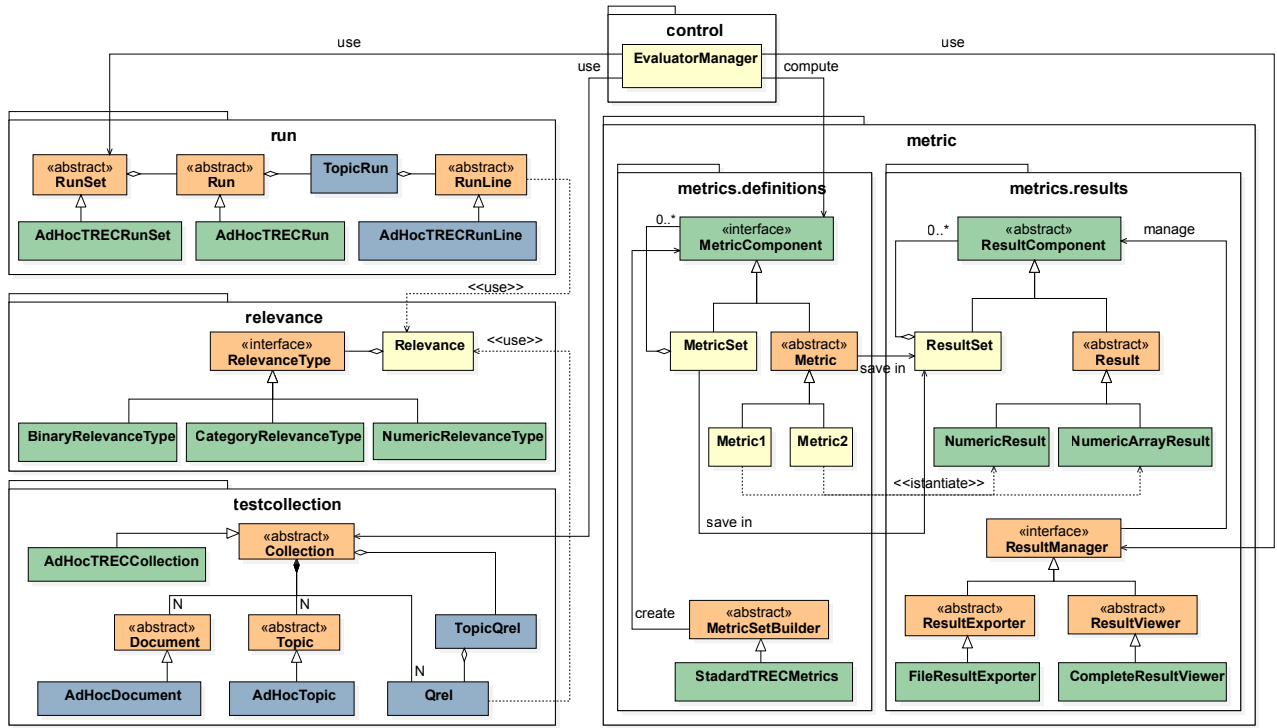 control
EvaluatorManager
use
use
compute
use
run
«abstract»
RunSet
«abstract»
Run
TopicRun
«abstract»
RunLine
AdHocTRECRunSet
AdHocTRECRun
AdHocTRECRunLine
<<use>>
relevance
«interface»
RelevanceType
Relevance
<<use>>
BinaryRelevanceType
CategoryRelevanceType
NumericRelevanceType
testcollection
«abstract»
Collection
AdHocTRECCollection
N
N
N
«abstract»
Document
«abstract»
Topic
TopicQrel
AdHocDocument
AdHocTopic
Qrel
metric
metrics.definitions
0..*
«interface»
MetricComponent
MetricSet
«abstract»
Metric
save in
Metric1
Metric2
<<istantiate>>
save in
create
«abstract»
MetricSetBuilder
StadardTRECMetrics
metrics.results
0..*
«abstract»
ResultComponent
manage
ResultSet
«abstract»
Result
NumericResult
NumericArrayResult
«interface»
ResultManager
«abstract»
ResultExporter
«abstract»
ResultViewer
FileResultExporter
CompleteResultViewer